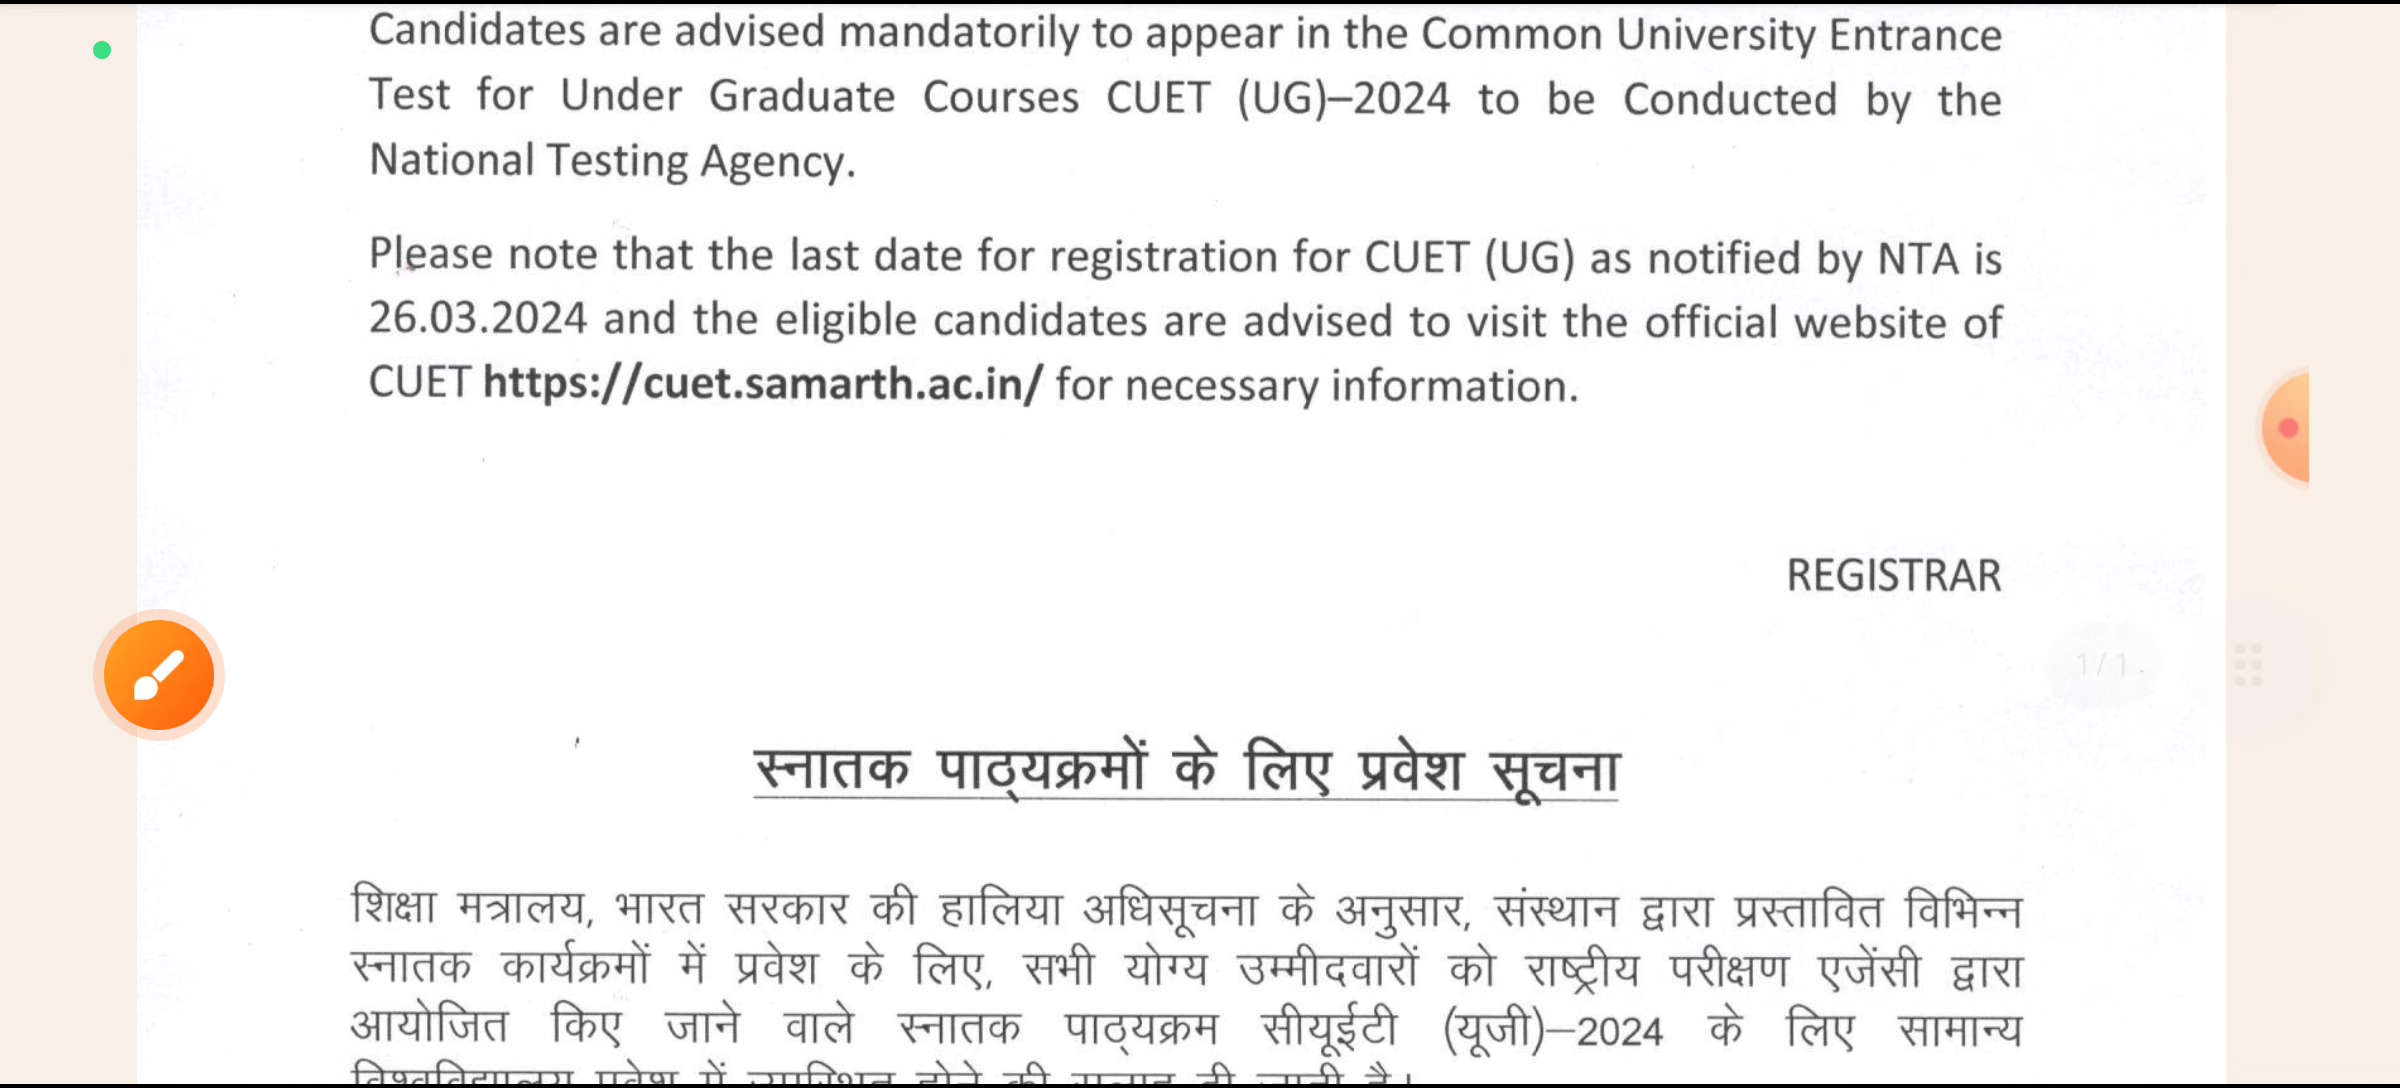 Candidates are advised mandatorily to appear in the Common University Entrance
Test for Under Graduate Courses CUET (UG)–2024 to be Conducted by the
National Testing Agency.
Please note that the last date for registration for CUET (UG) as notified by NTA is
26.03.2024 and the eligible candidates are advised to visit the official website of
CUET https://cuet.samarth.ac.in/ for necessary information.
REGISTRAR
1/1
स्नातक पाठ्यक्रमों के लिए प्रवेश सूचना
शिक्षा मत्रालय, भारत सरकार की हालिया अधिसूचना के अनुसार, संस्थान द्वारा प्रस्तावित विभिन्न
स्नातक कार्यक्रमों में प्रवेश के लिए, सभी योग्य उम्मीदवारों को राष्ट्रीय परीक्षण एजेंसी द्वारा
आयोजित किए जाने वाले स्नातक पाठ्यक्रम सीयूईटी (यूजी)–2024 के लिए सामान्य